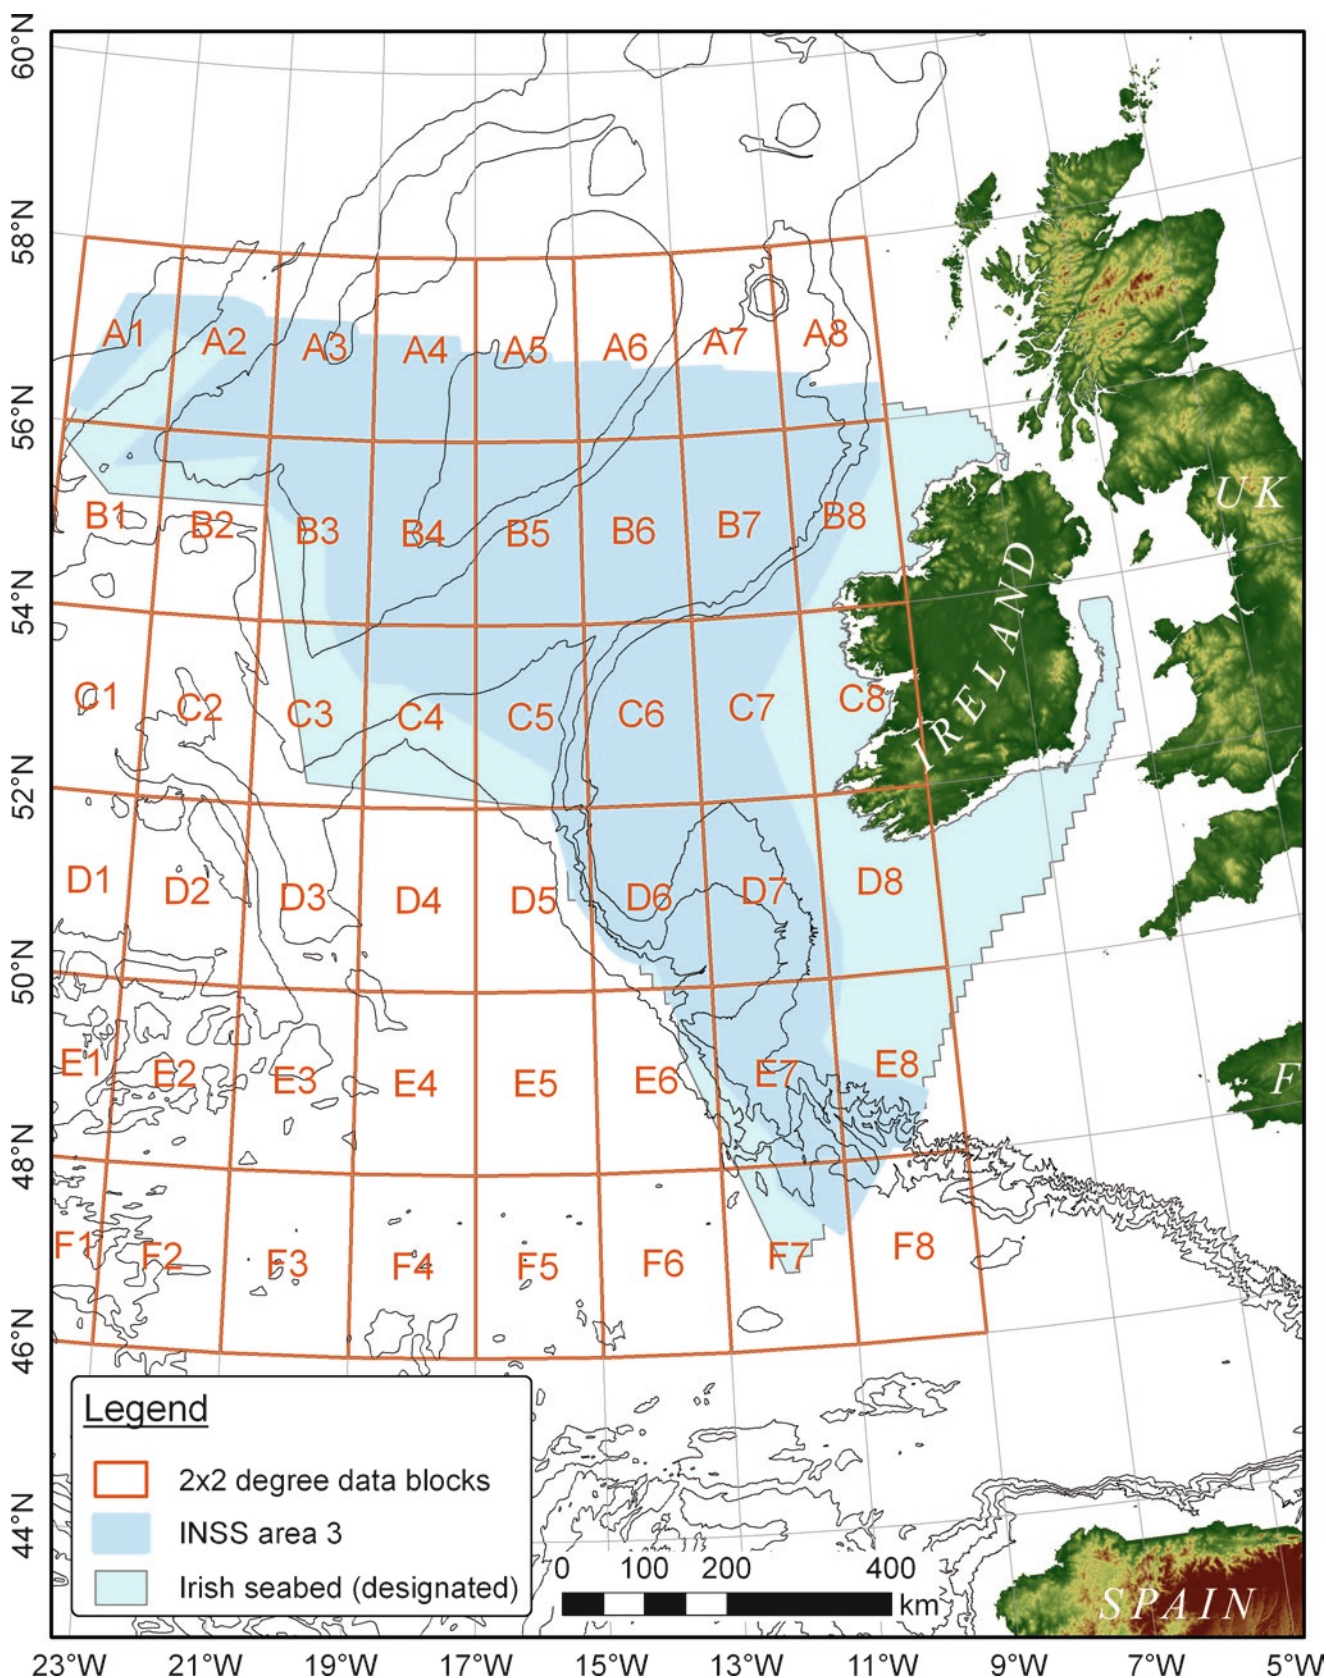 60°N
58°N
A1 A2 A3 A4 A5 A6 A7 A8
56°N
B1 B2 B3 B4 B5 B6 B7 B8
UK
IRELAND
54°N
C1 C2 C3 C4 C5 C6 C7 C8
52°N
D1 D2 D3 D4 D5 D6 D7 D8
50°N
E1 E2 E3 E4 E5 E6 E7 E8
F
48°N
F1 F2 F3 F4 F5 F6 F7 F8
46°N
Legend
2x2 degree data blocks
INSS area 3
Irish seabed (designated)
44°N
0 100 200 400
km
SPAIN
23°W 21°W 19°W 17°W 15°W 13°W 11°W 9°W 7°W 5°W